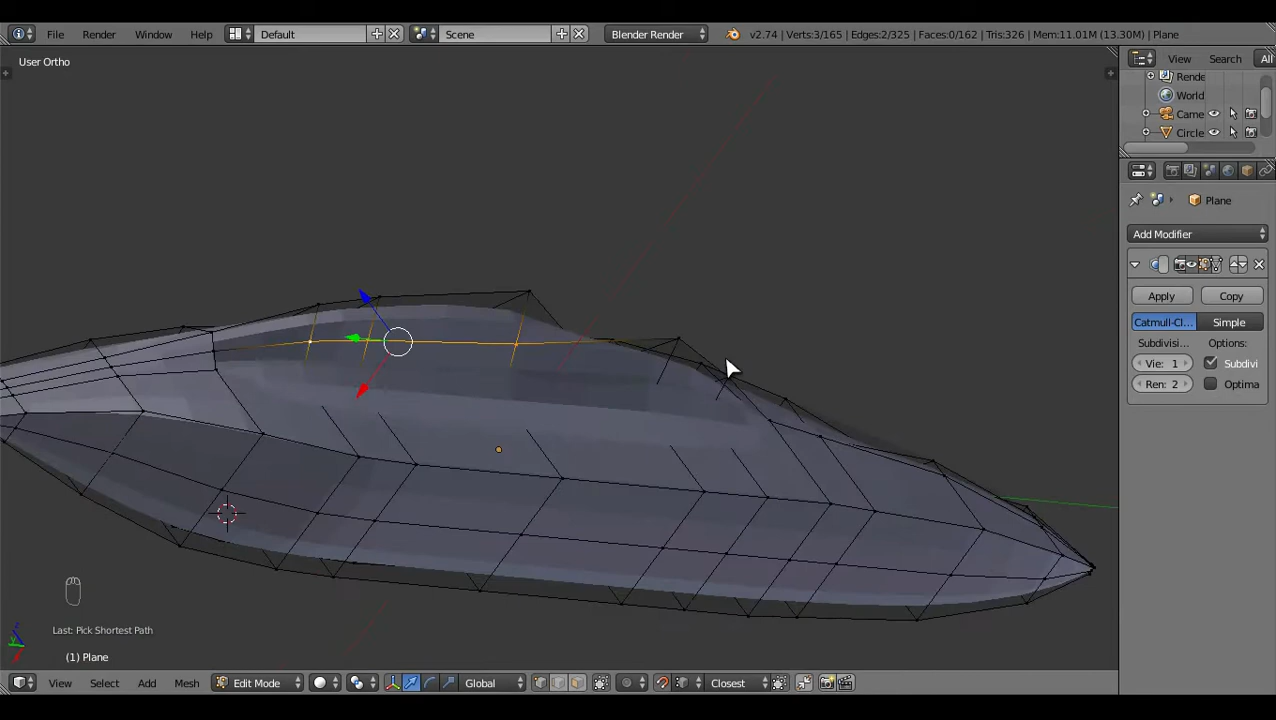 File Render Window Help Default Scene Blender Render v2.74 | Verts:3/165 | Edges:2/325 | Faces:0/162 | Tris:326 | Mem:11.01M (13.30M) | Plane
User Ortho
View Search All
Rende
World
Came
Circle
Plane
Add Modifier
Apply Copy
Catmull-Cl... Simple
Subdivisi... Options:
Vie: 1 Subdivi
Ren: 2 Optima
Last: Pick Shortest Path
(1) Plane
View Select Add Mesh Edit Mode Global Closest